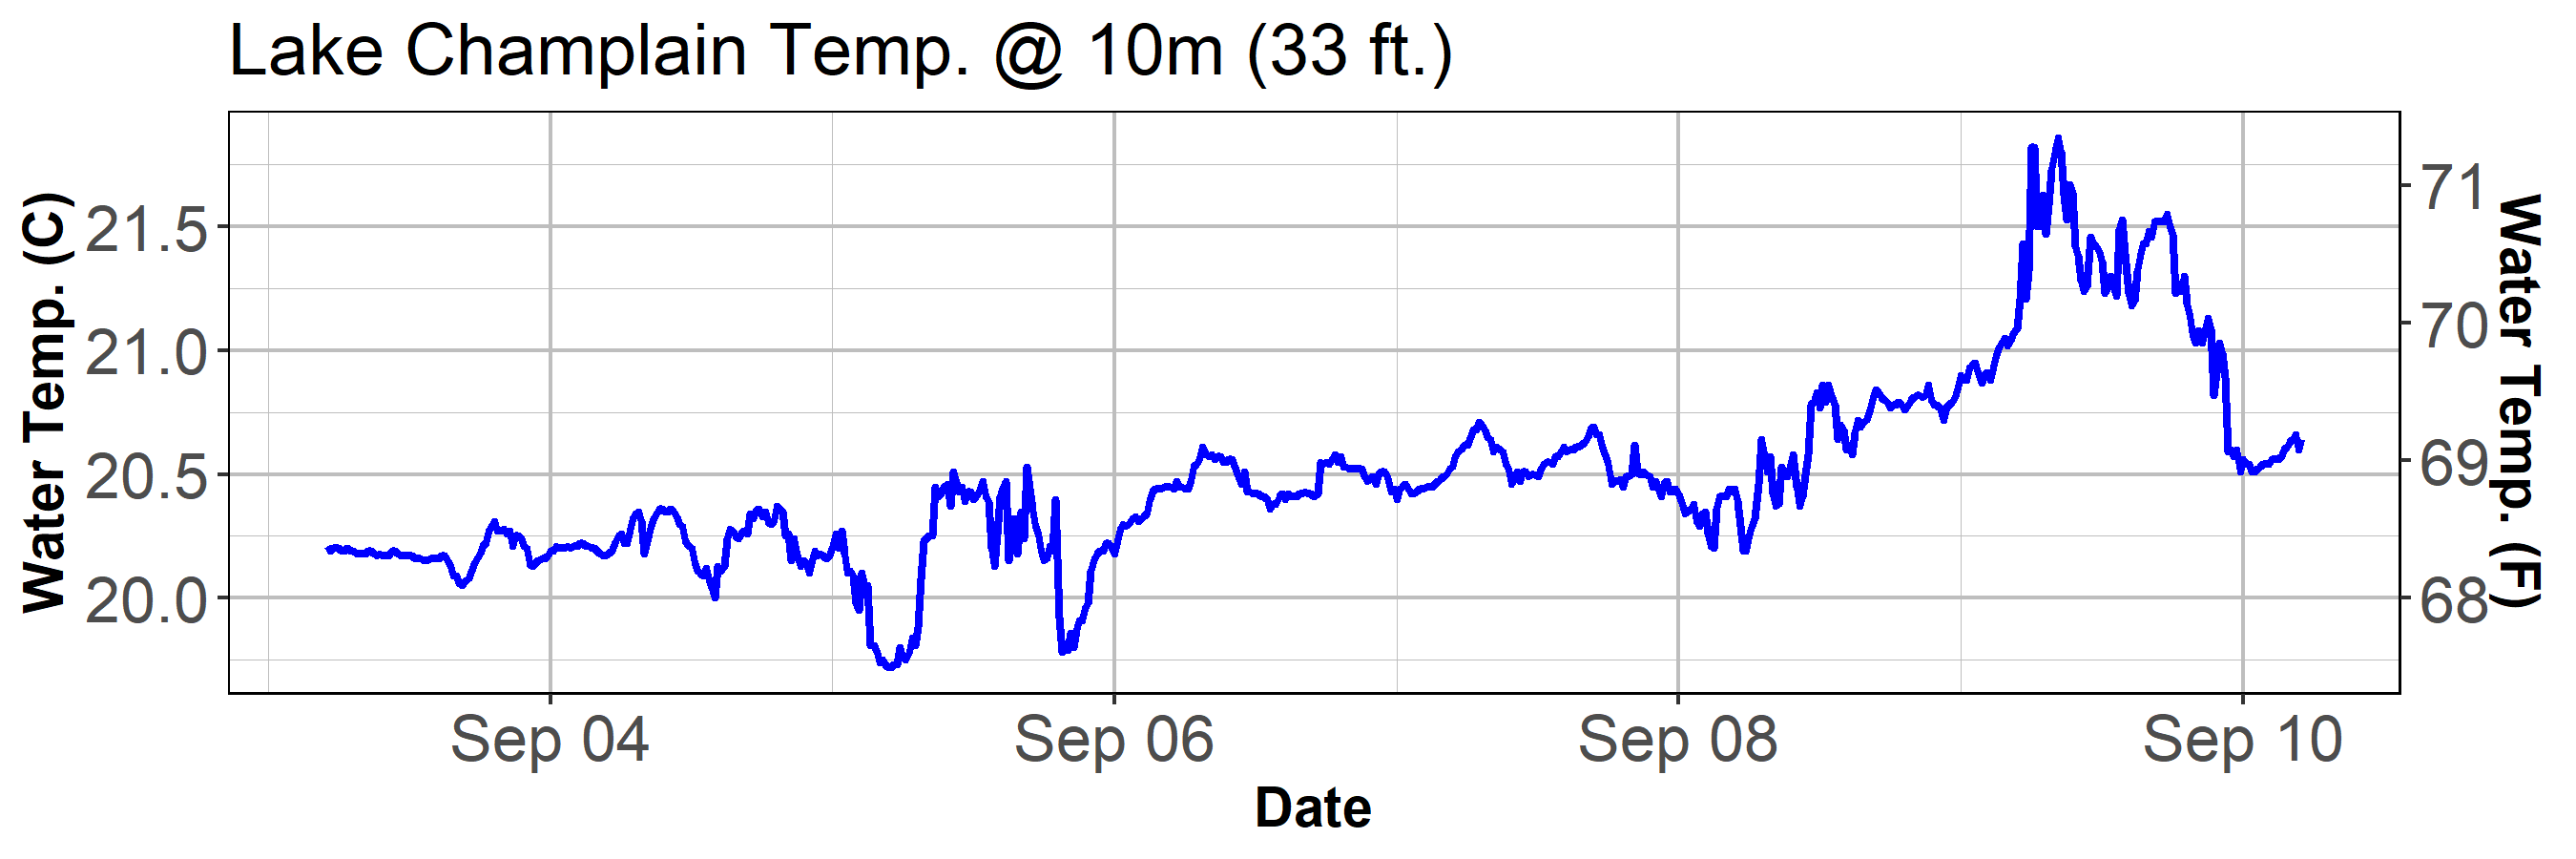 Lake Champlain Temp. @ 10m (33 ft.)
Water Temp. (C)
21.5
21.0
20.5
20.0
71
70
69
68
Water Temp. (F)
Sep 04 Sep 06 Sep 08 Sep 10
Date